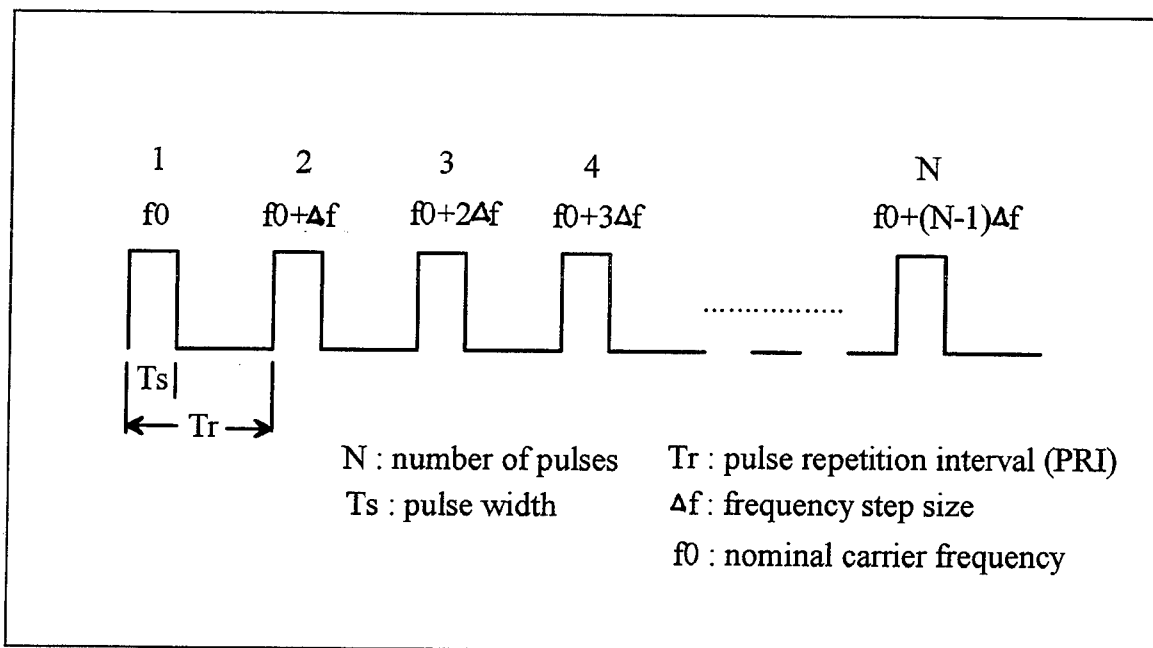 1 2 3 4 N
f0 f0+Δf f0+2Δf f0+3Δf f0+(N-1)Δf
Ts
Tr
N : number of pulses Tr : pulse repetition interval (PRI)
Ts : pulse width Δf : frequency step size
f0 : nominal carrier frequency